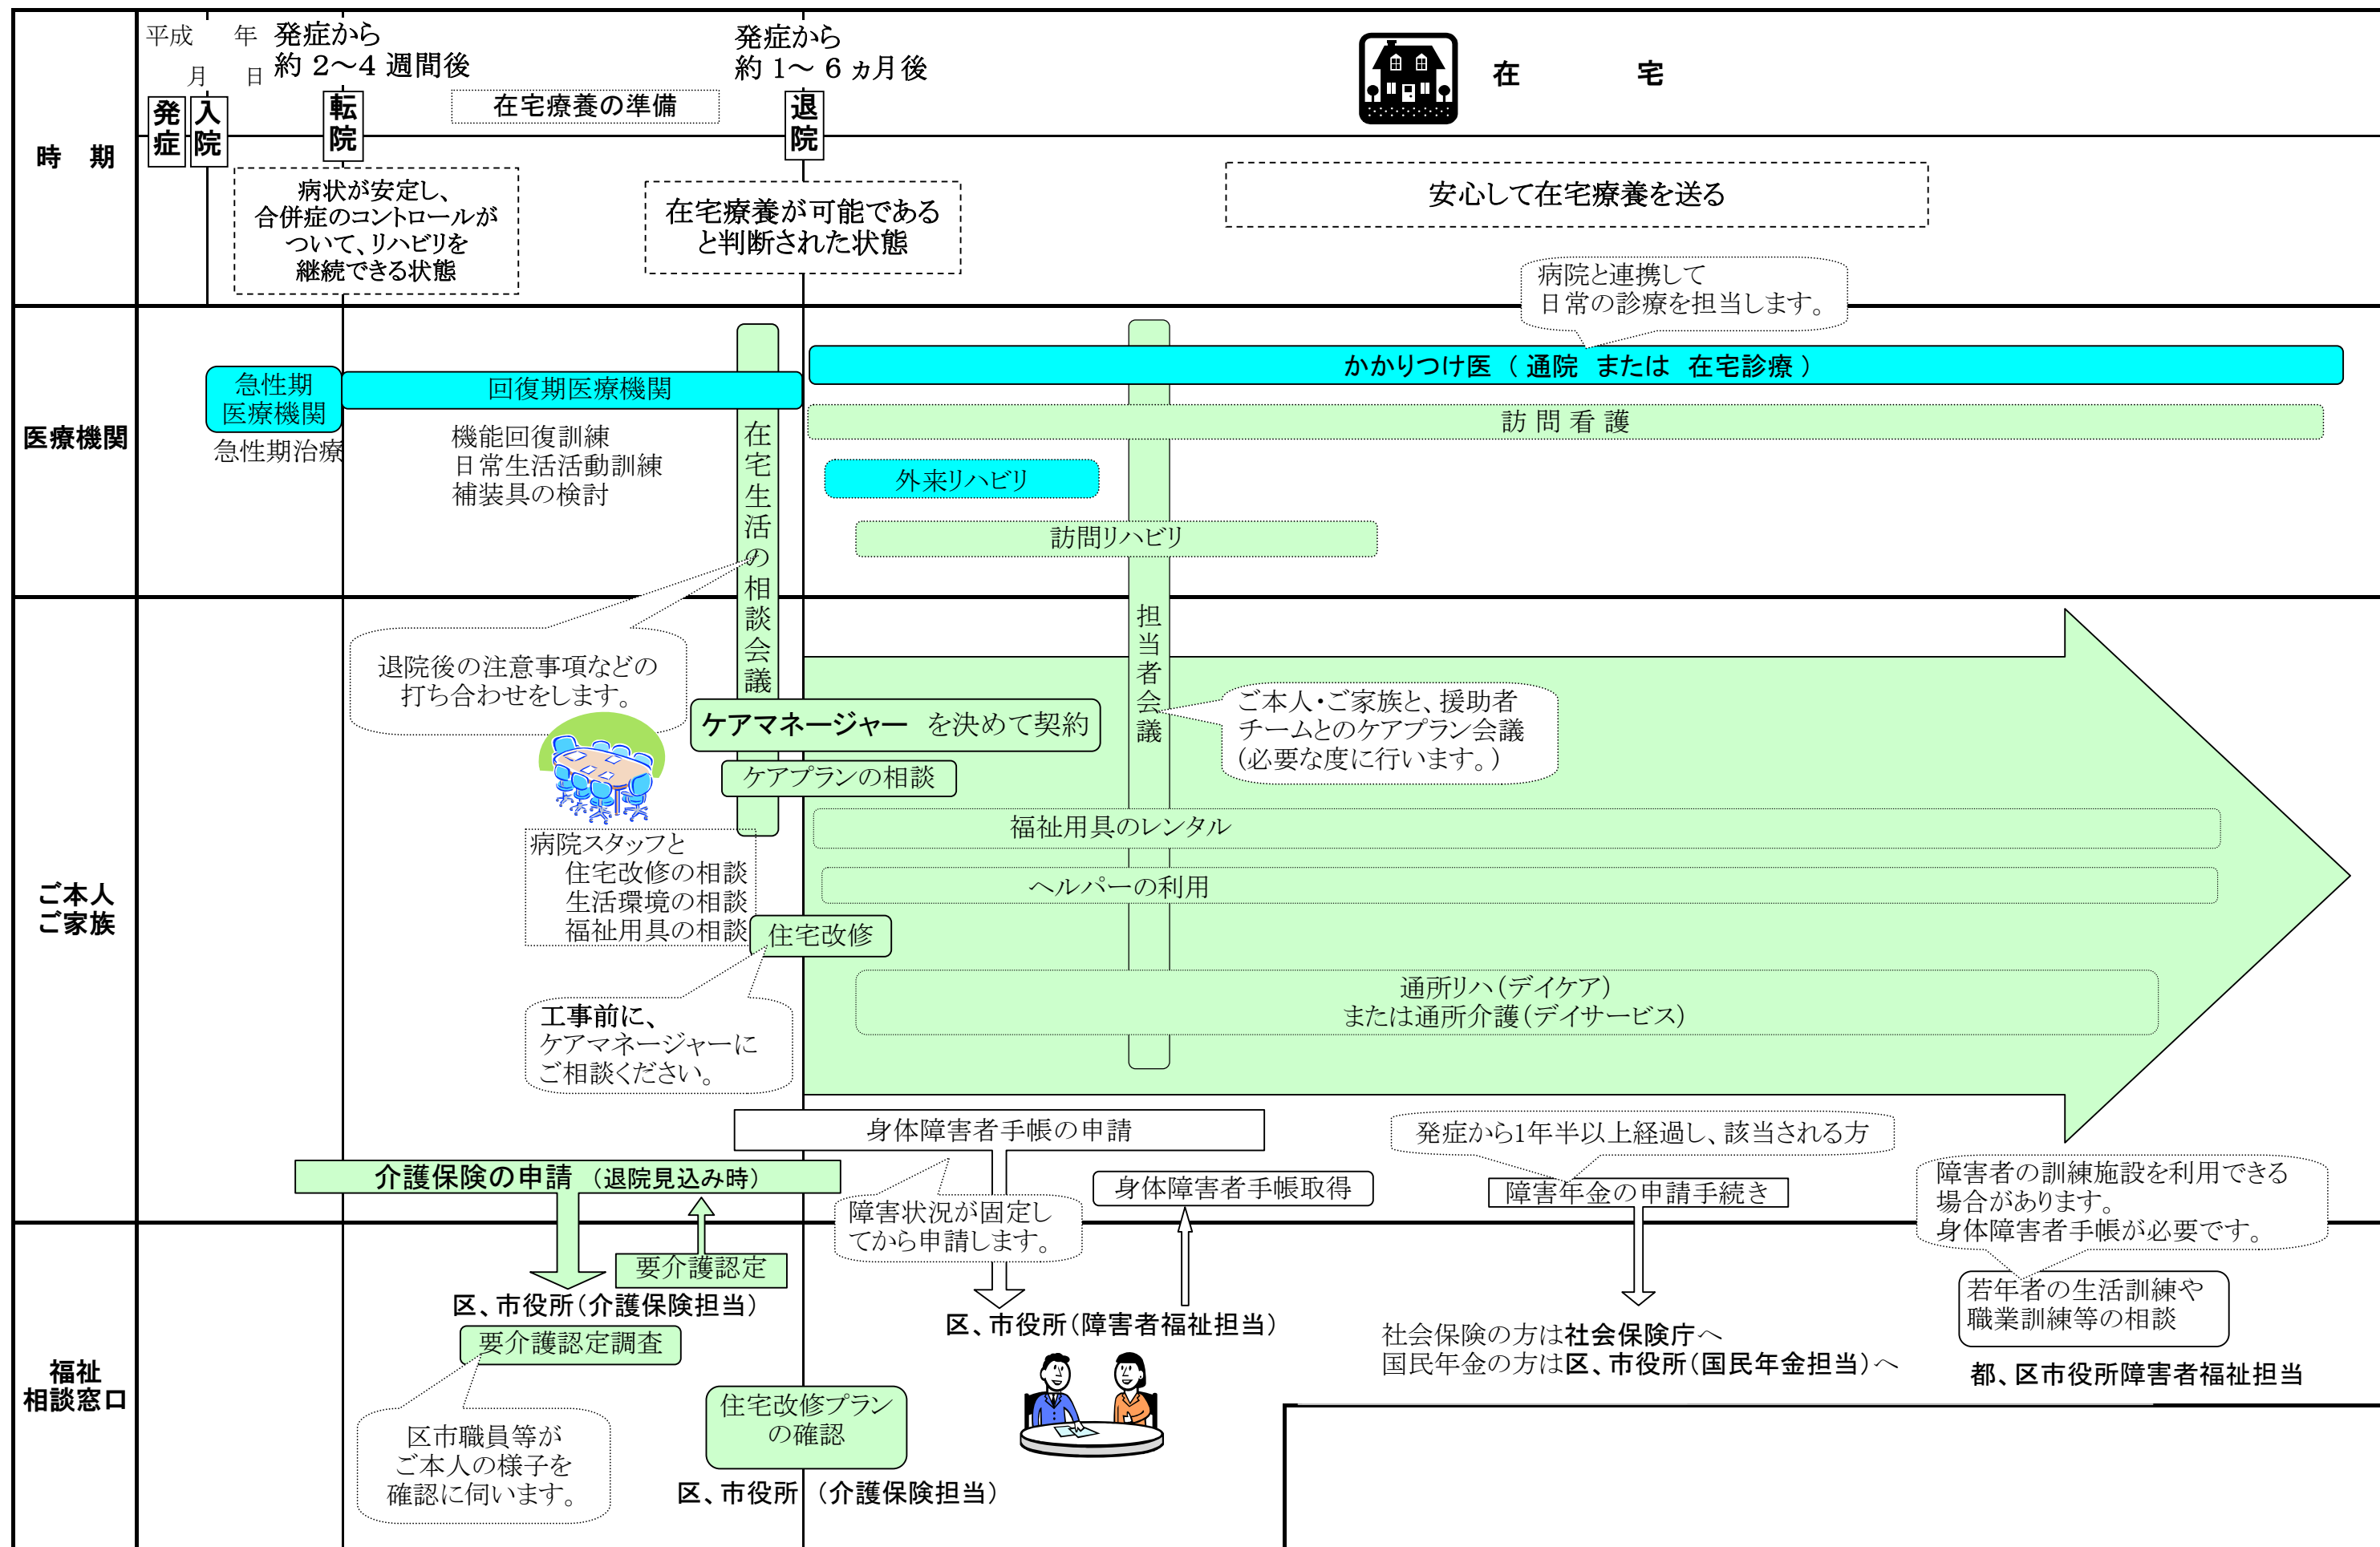 平成　年
月　日
発症から
約 2～4 週間後
発症から
約 1～ 6 ヵ月後
在　宅
発症
入院
転院
在宅療養の準備
退院
時　期
病状が安定し、
合併症のコントロールが
ついて、リハビリを
継続できる状態
在宅療養が可能である
と判断された状態
安心して在宅療養を送る
病院と連携して
日常の診療を担当します。
医療機関
急性期
医療機関
急性期治療
回復期医療機関
機能回復訓練
日常生活活動訓練
補装具の検討
在宅生活の相談会議
かかりつけ医（ 通院　または　在宅診療 ）
訪 問 看 護
外来リハビリ
訪問リハビリ
担当者会議
ご本人
ご家族
退院後の注意事項などの
打ち合わせをします。
ケアマネージャー　を決めて契約
ケアプランの相談
ご本人・ご家族と、援助者
チームとのケアプラン会議
（必要な度に行います。）
福祉用具のレンタル
ヘルパーの利用
病院スタッフと
住宅改修の相談
生活環境の相談
福祉用具の相談
住宅改修
通所リハ（デイケア）
または通所介護（デイサービス）
工事前に、
ケアマネージャーに
ご相談ください。
身体障害者手帳の申請
発症から1年半以上経過し、該当される方
介護保険の申請　（退院見込み時）
身体障害者手帳取得
障害年金の申請手続き
障害者の訓練施設を利用できる
場合があります。
身体障害者手帳が必要です。
障害状況が固定し
てから申請します。
福祉
相談窓口
要介護認定
区、市役所（介護保険担当）
要介護認定調査
区市職員等が
ご本人の様子を
確認に伺います。
住宅改修プラン
の確認
区、市役所　（介護保険担当）
区、市役所（障害者福祉担当）
社会保険の方は社会保険庁へ
国民年金の方は区、市役所（国民年金担当）へ
若年者の生活訓練や
職業訓練等の相談
都、区市役所障害者福祉担当